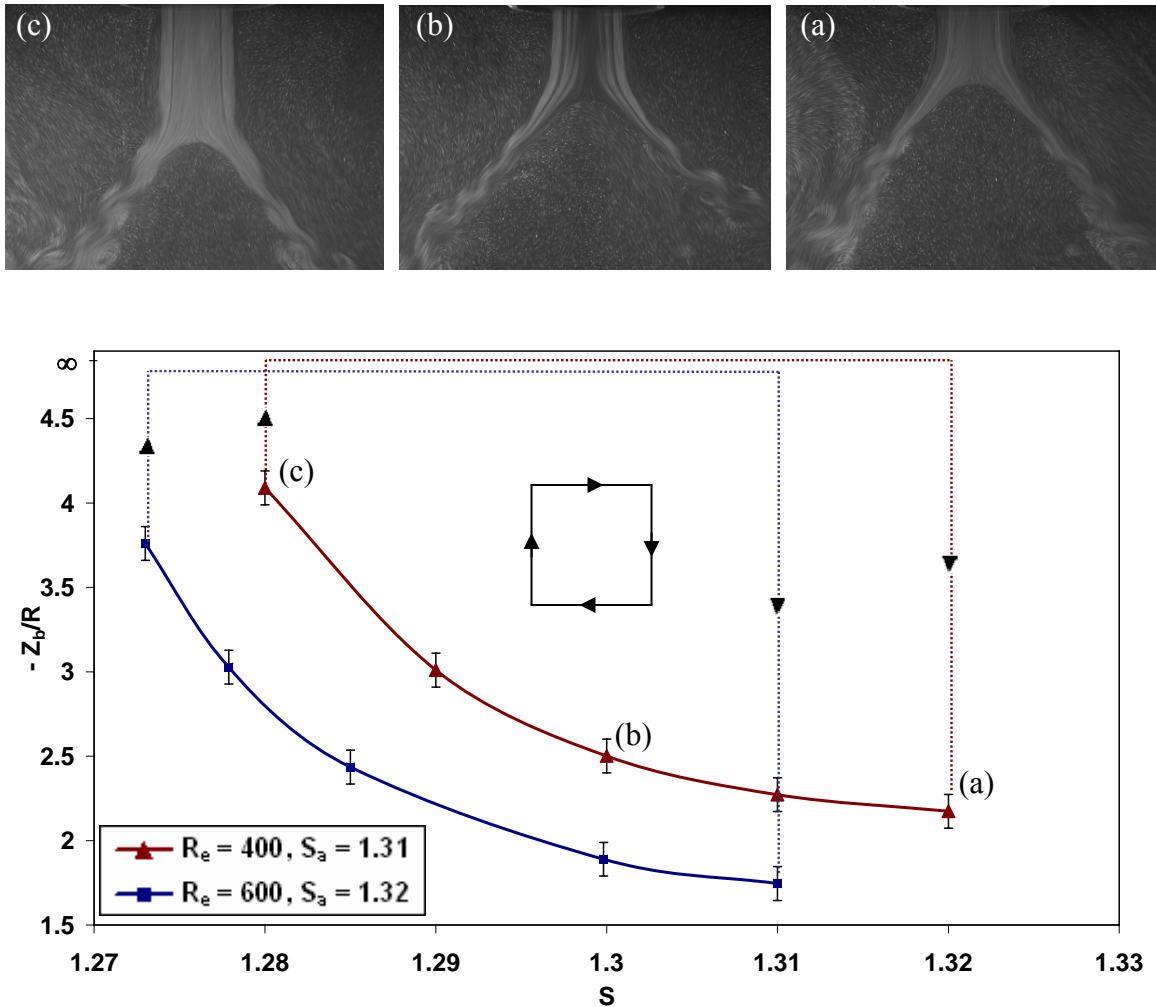 (c) (b) (a)
∞
4.5
4
3.5
3
2.5
2
1.5
- Z_b/R
(c)
(b)
(a)
R_e = 400 , S_a = 1.31
R_e = 600 , S_a = 1.32
1.27 1.28 1.29 1.3 1.31 1.32 1.33
S